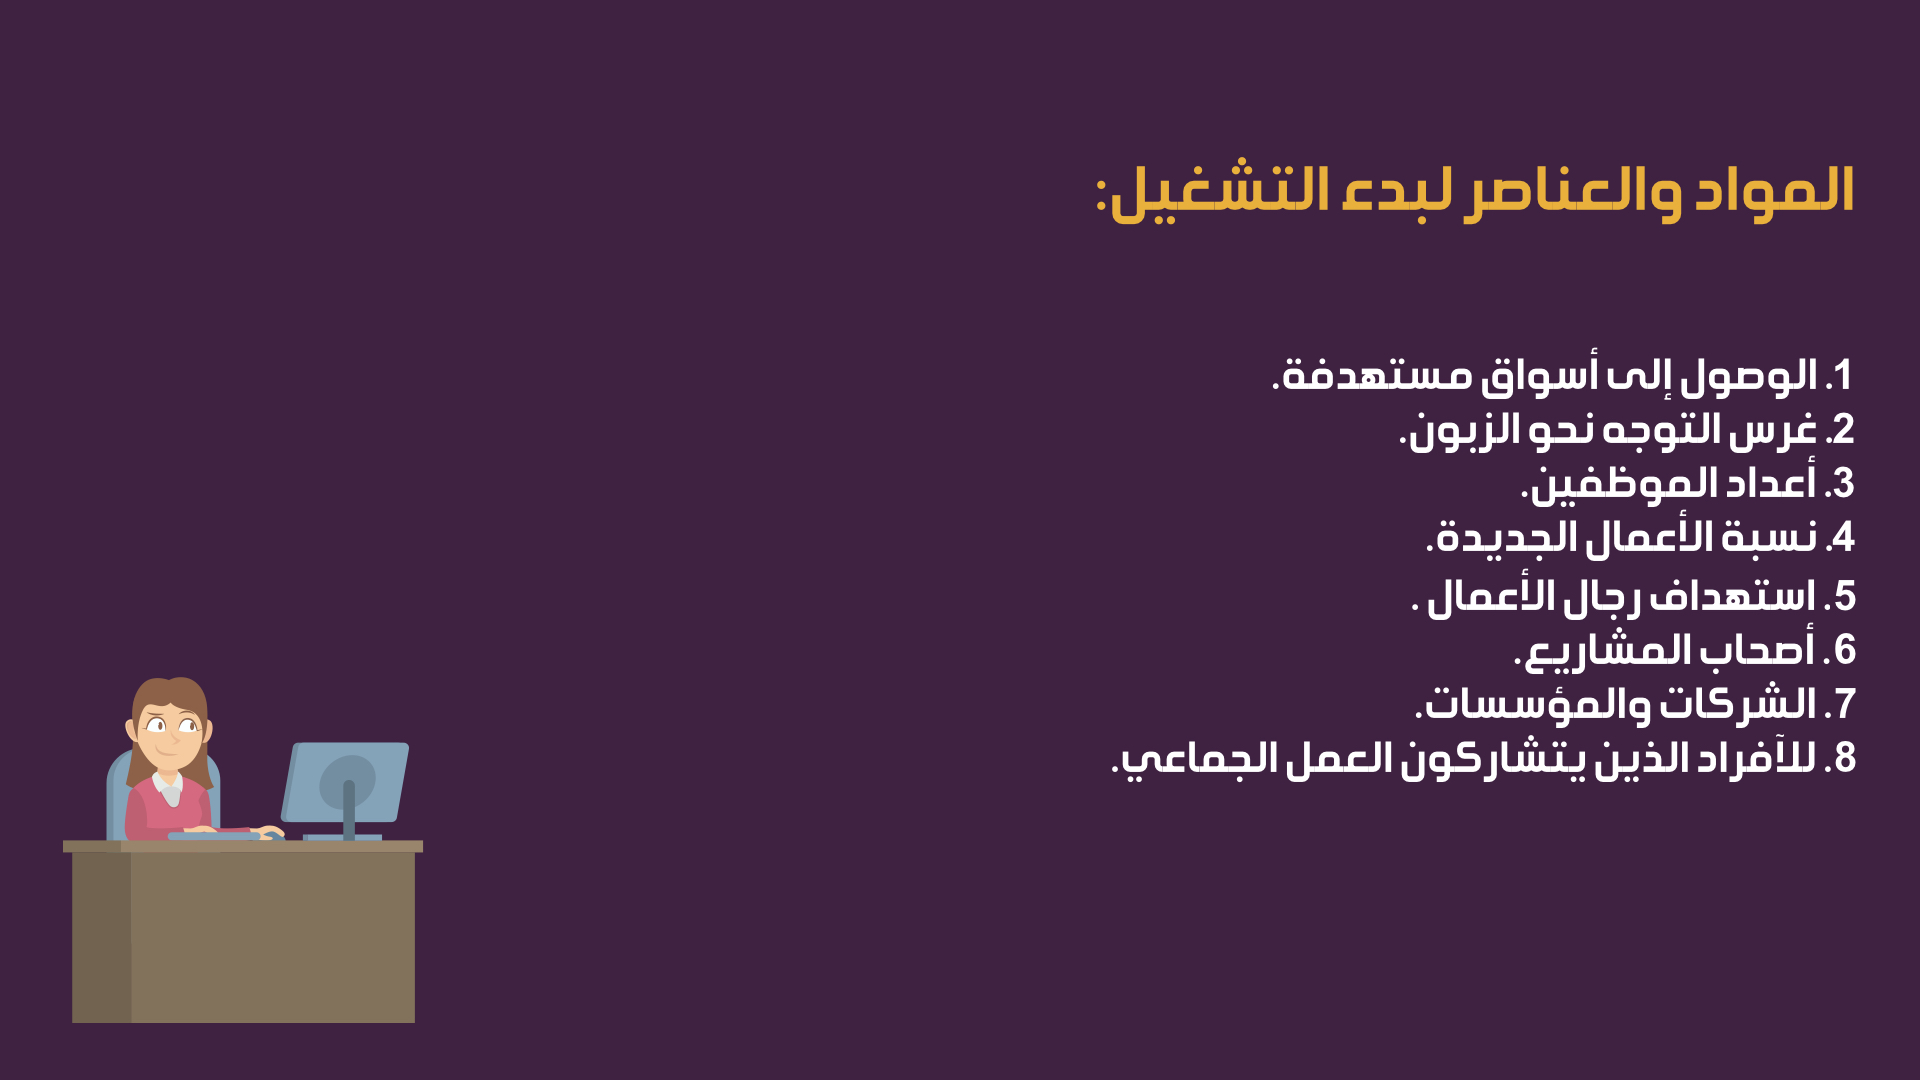 المواد والعناصر لبدء التشغيل:
1. الوصول إلى أسواق مستهدفة.
2. غرس التوجه نحو الزبون.
3. أعداد الموظفين.
4. نسبة الأعمال الجديدة.
5. استهداف رجال الأعمال .
6. أصحاب المشاريع.
7. الشركات والمؤسسات.
8. للآفراد الذين يتشاركون العمل الجماعي.